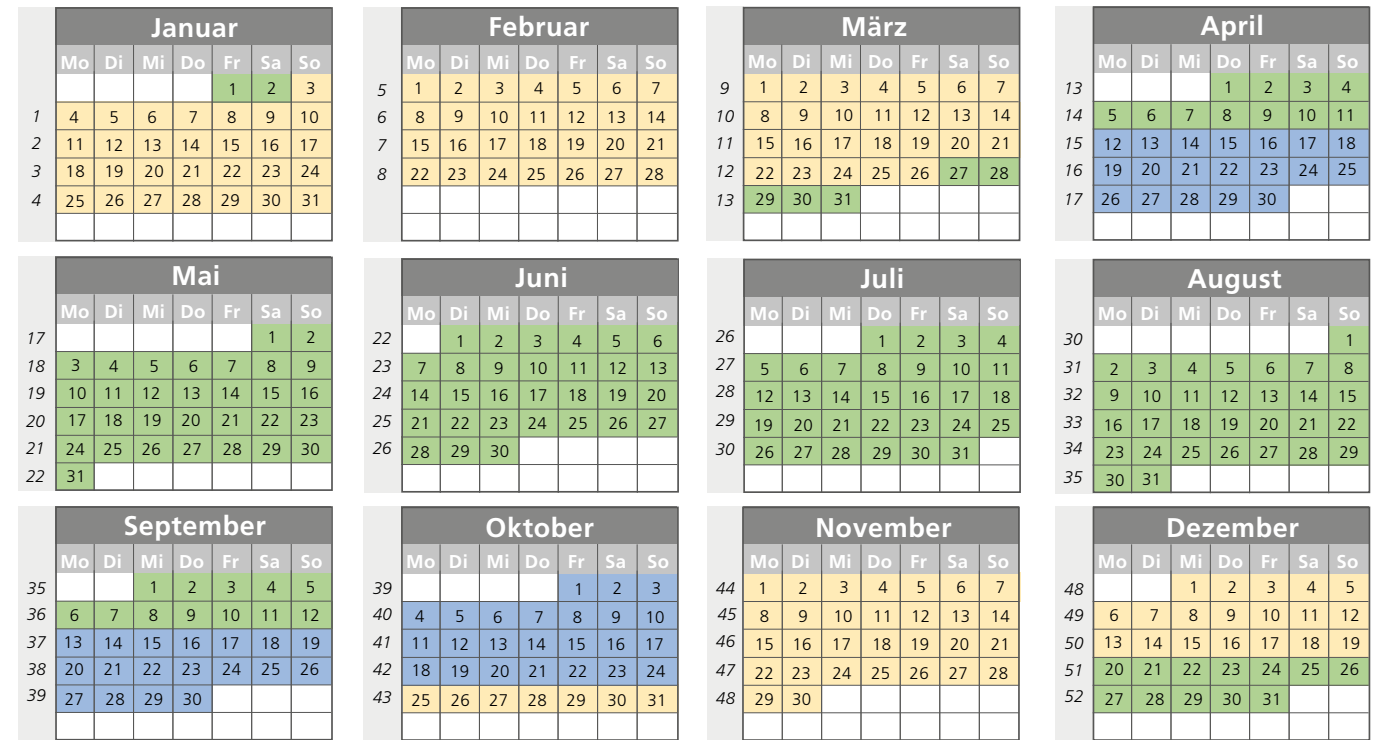 Januar
Mo Di Mi Do Fr Sa So
1 2 3
1 4 5 6 7 8 9 10
2 11 12 13 14 15 16 17
3 18 19 20 21 22 23 24
4 25 26 27 28 29 30 31
Februar
Mo Di Mi Do Fr Sa So
5 1 2 3 4 5 6 7
6 8 9 10 11 12 13 14
7 15 16 17 18 19 20 21
8 22 23 24 25 26 27 28
März
Mo Di Mi Do Fr Sa So
9 1 2 3 4 5 6 7
10 8 9 10 11 12 13 14
11 15 16 17 18 19 20 21
12 22 23 24 25 26 27 28
13 29 30 31
April
Mo Di Mi Do Fr Sa So
13 1 2 3 4
14 5 6 7 8 9 10 11
15 12 13 14 15 16 17 18
16 19 20 21 22 23 24 25
17 26 27 28 29 30
Mai
Mo Di Mi Do Fr Sa So
17 1 2
18 3 4 5 6 7 8 9
19 10 11 12 13 14 15 16
20 17 18 19 20 21 22 23
21 24 25 26 27 28 29 30
22 31
Juni
Mo Di Mi Do Fr Sa So
22 1 2 3 4 5 6
23 7 8 9 10 11 12 13
24 14 15 16 17 18 19 20
25 21 22 23 24 25 26 27
26 28 29 30
Juli
Mo Di Mi Do Fr Sa So
26 1 2 3 4
27 5 6 7 8 9 10 11
28 12 13 14 15 16 17 18
29 19 20 21 22 23 24 25
30 26 27 28 29 30 31
August
Mo Di Mi Do Fr Sa So
30 1
31 2 3 4 5 6 7 8
32 9 10 11 12 13 14 15
33 16 17 18 19 20 21 22
34 23 24 25 26 27 28 29
35 30 31
September
Mo Di Mi Do Fr Sa So
35 1 2 3 4 5
36 6 7 8 9 10 11 12
37 13 14 15 16 17 18 19
38 20 21 22 23 24 25 26
39 27 28 29 30
Oktober
Mo Di Mi Do Fr Sa So
39 1 2 3
40 4 5 6 7 8 9 10
41 11 12 13 14 15 16 17
42 18 19 20 21 22 23 24
43 25 26 27 28 29 30 31
November
Mo Di Mi Do Fr Sa So
44 1 2 3 4 5 6 7
45 8 9 10 11 12 13 14
46 15 16 17 18 19 20 21
47 22 23 24 25 26 27 28
48 29 30
Dezember
Mo Di Mi Do Fr Sa So
48 1 2 3 4 5
49 6 7 8 9 10 11 12
50 13 14 15 16 17 18 19
51 20 21 22 23 24 25 26
52 27 28 29 30 31